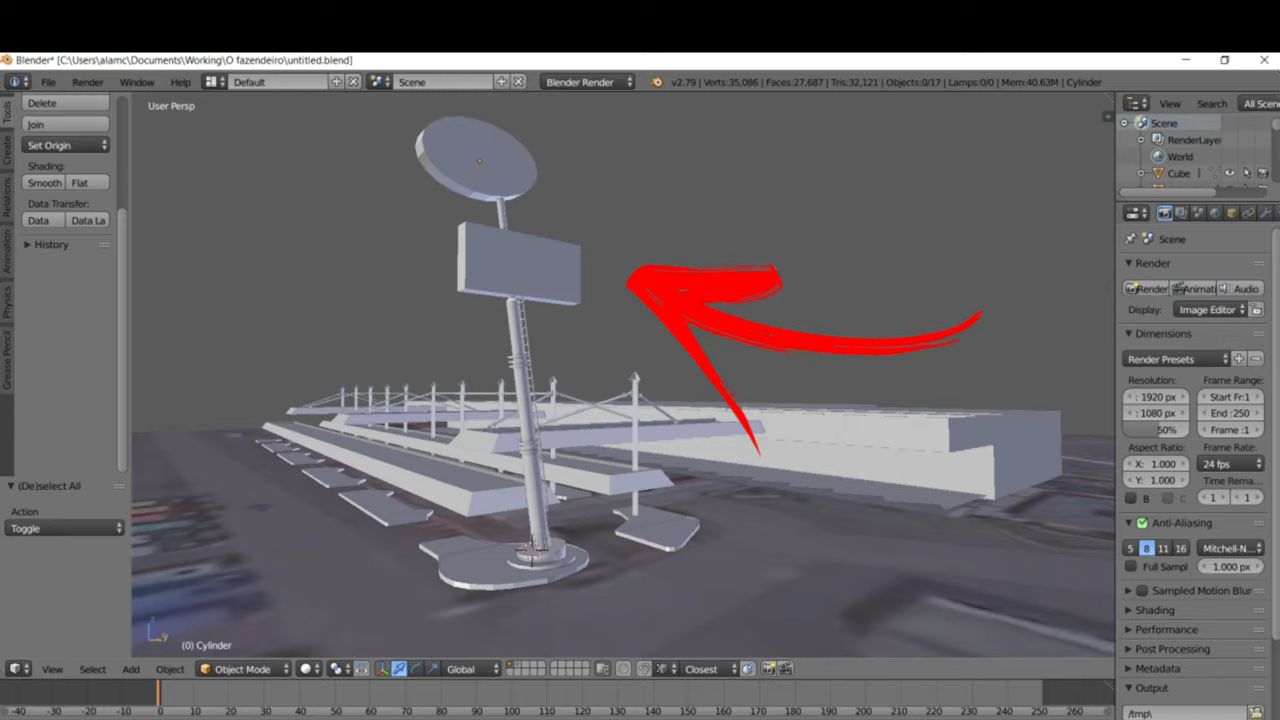 Blender* [C:\Users\alamc\Documents\Working\O fazendeiro\untitled.blend]
File Render Window Help Default Scene Blender Render v2.79 | Verts:35,086 | Faces:27,687 | Tris:32,121 | Objects:0/17 | Lamps:0/0 | Mem:40.63M | Cylinder
Tools
Create
Relations
Animation
Physics
Grease Pencil
Delete
Join
Set Origin
Shading:
Smooth Flat
Data Transfer:
Data Data La
History
(De)select All
Action
Toggle
User Persp
(0) Cylinder
View Search All Scen
Scene
RenderLaye
World
Cube
Scene
Render
Render Animati Audio
Display: Image Editor
Dimensions
Render Presets
Resolution: Frame Range:
: 1920 px Start Fr:1
: 1080 px End :250
50% Frame :1
Aspect Ratio: Frame Rate:
X: 1.000 24 fps
Y: 1.000 Time Rema
B C 1 1
Anti-Aliasing
5 8 11 16 Mitchell-N
Full Sampl 1.000 px
Sampled Motion Blur
Shading
Performance
Post Processing
Metadata
Output
/tmp\
View Select Add Object Object Mode Global Closest
-40 -30 -20 -10 0 10 20 30 40 50 60 70 80 90 100 110 120 130 140 150 160 170 180 190 200 210 220 230 240 250 260